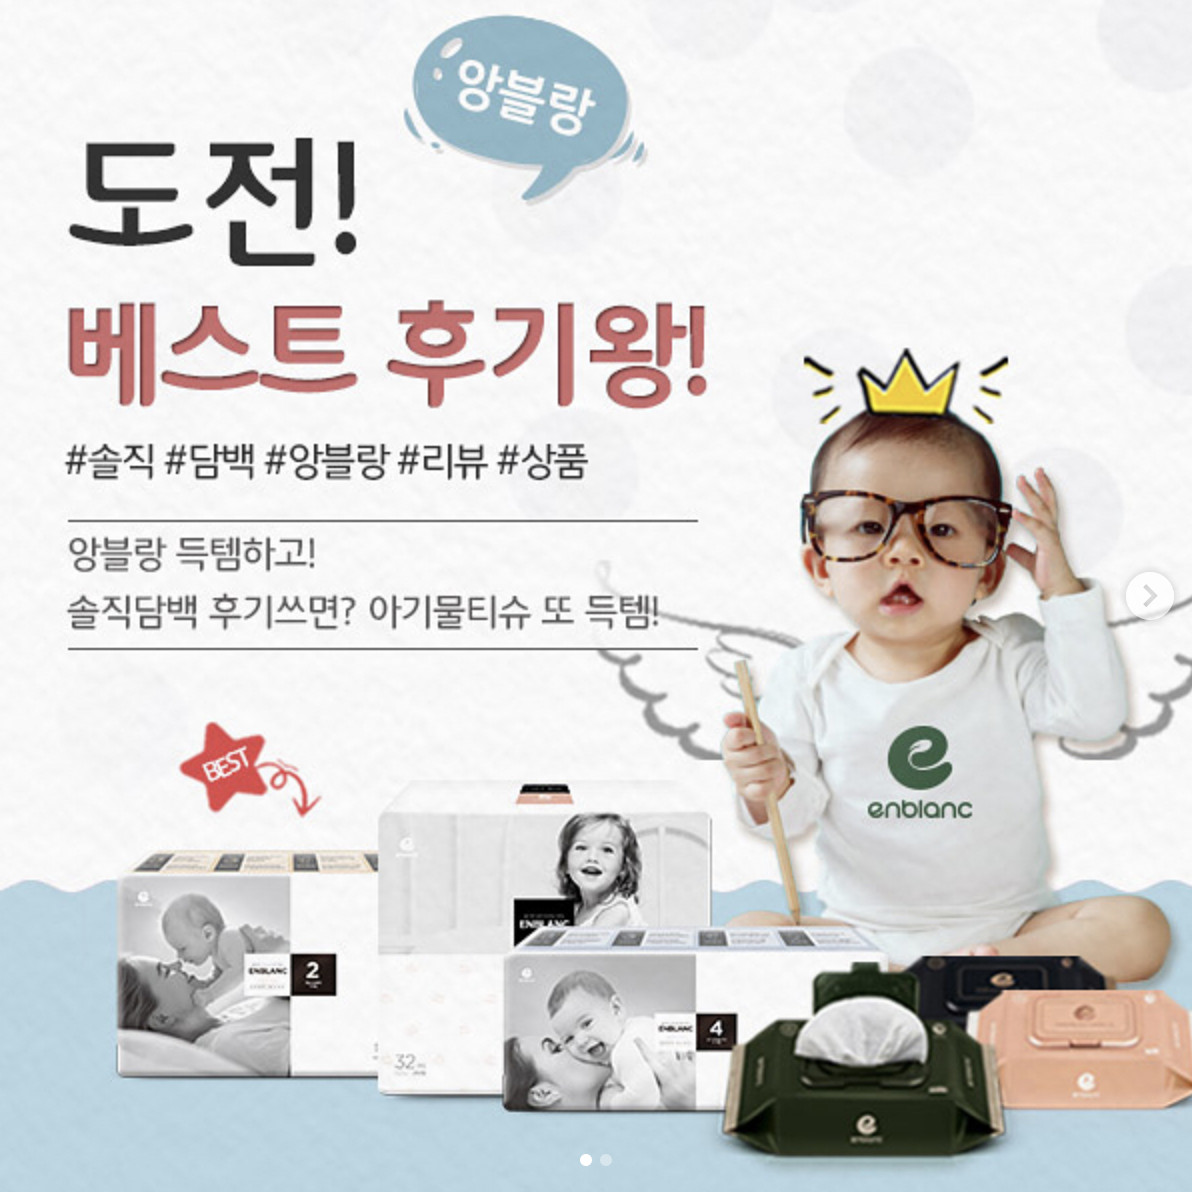 앙블랑
도전!
베스트 후기왕!
#솔직 #담백 #앙블랑 #리뷰 #상품
앙블랑 득템하고!
솔직담백 후기쓰면? 아기물티슈 또 득템!
BEST
enblanc
ENBLANC
ENBLANC
2
ENBLANC
4
32
enblanc